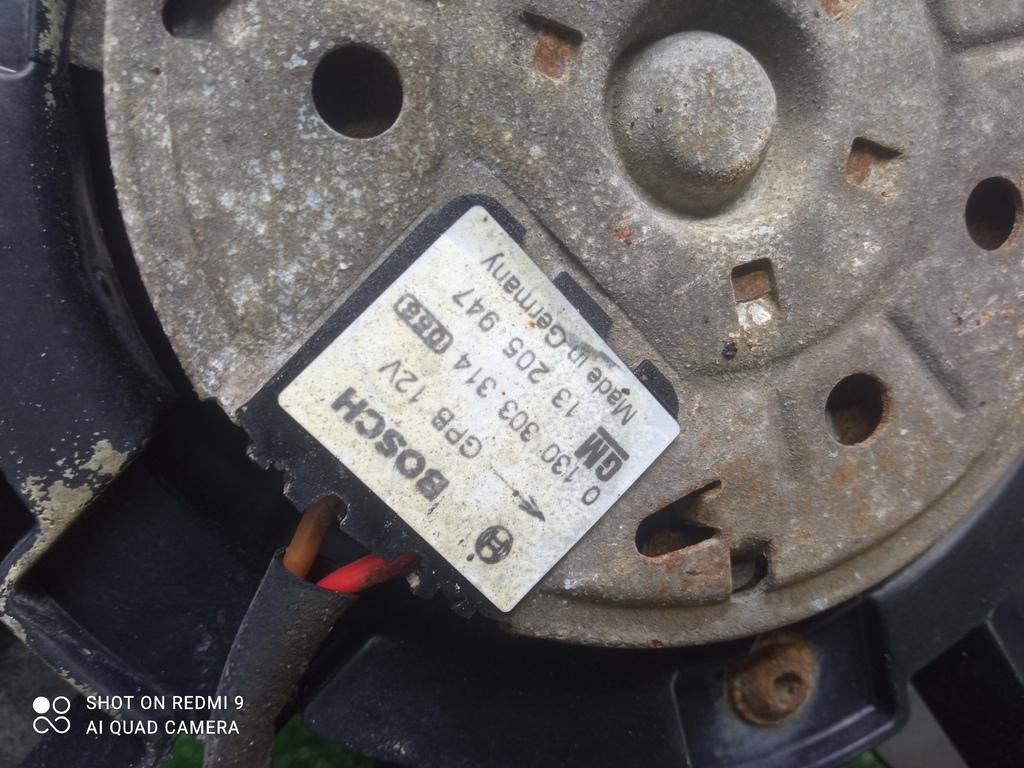 BOSCH
GPB 12V
0 130 303 314
GM 13 205 947
Made in Germany
SHOT ON REDMI 9
AI QUAD CAMERA